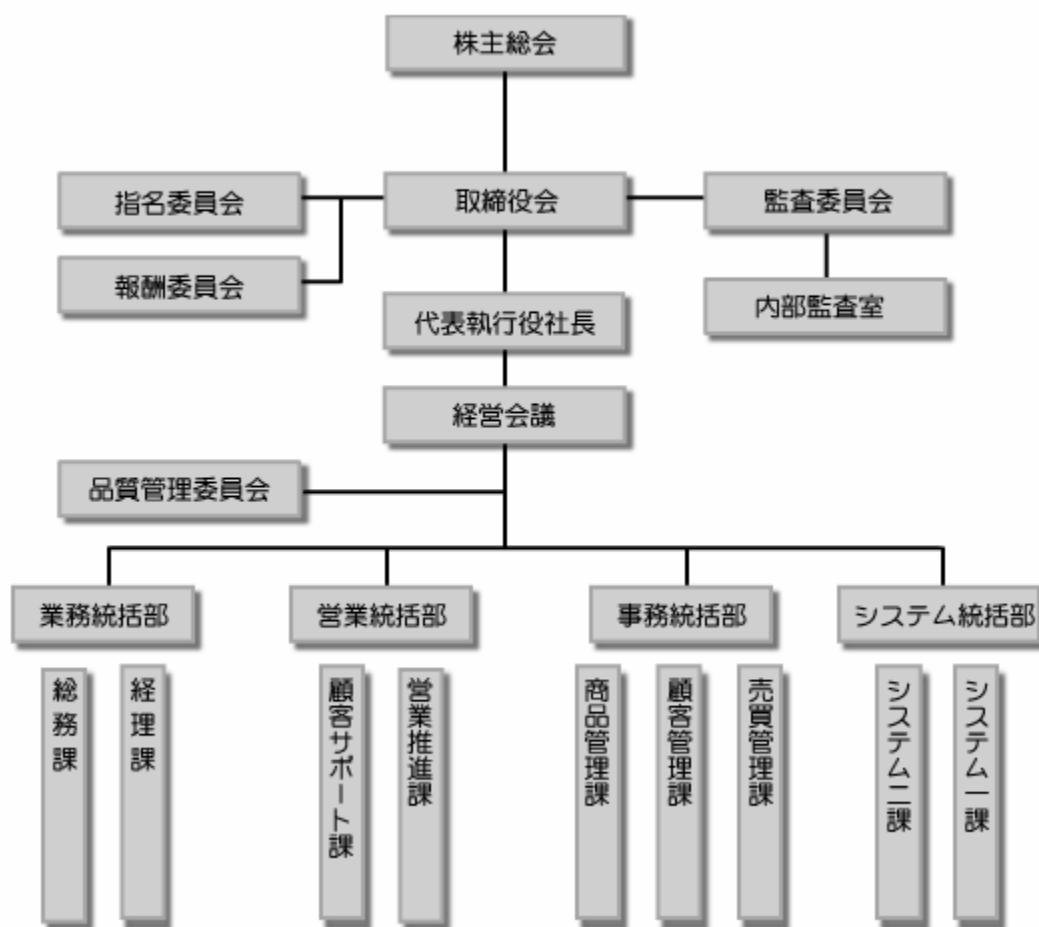 株主総会
指名委員会
取締役会
監査委員会
報酬委員会
代表執行役社長
内部監査室
経営会議
品質管理委員会
業務統括部
営業統括部
事務統括部
システム統括部
総務課
経理課
顧客サポート課
営業推進課
商品管理課
顧客管理課
売買管理課
システム二課
システム一課